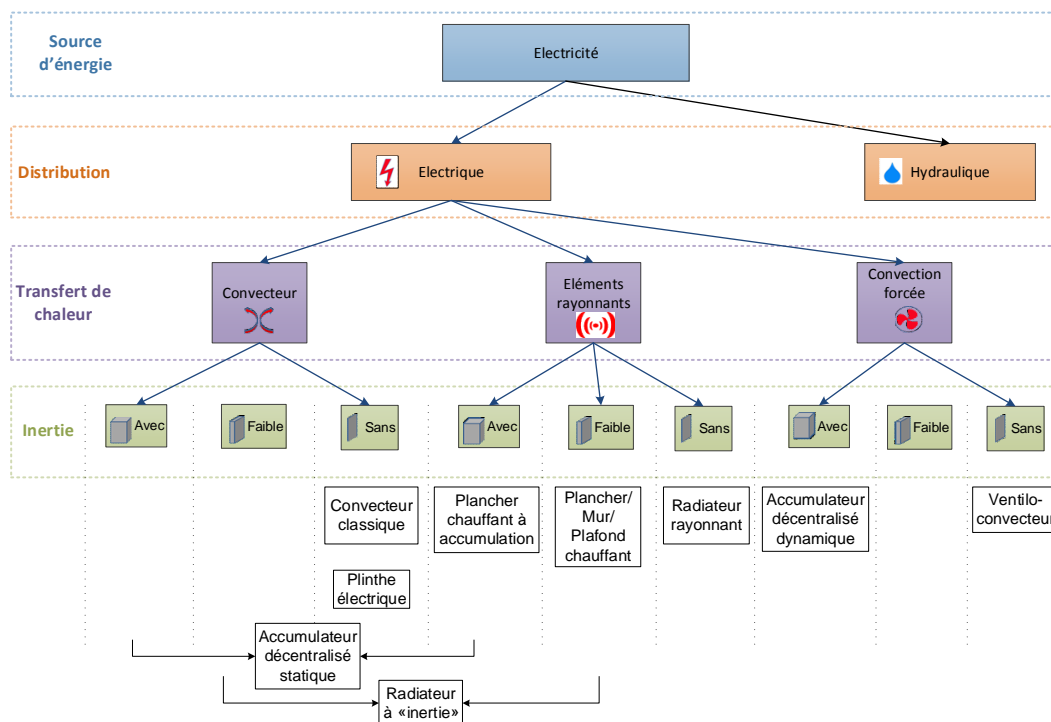 Source
d'énergie
Electricité
Distribution
Electrique
Hydraulique
Transfert de
chaleur
Convecteur
Eléments
rayonnants
Convection
forcée
Inertie
Avec
Faible
Sans
Avec
Faible
Sans
Avec
Faible
Sans
Convecteur
classique
Plancher
chauffant à
accumulation
Plancher/
Mur/
Plafond
chauffant
Radiateur
rayonnant
Accumulateur
décentralisé
dynamique
Ventilo-
convecteur
Plinthe
électrique
Accumulateur
décentralisé
statique
Radiateur
à «inertie»